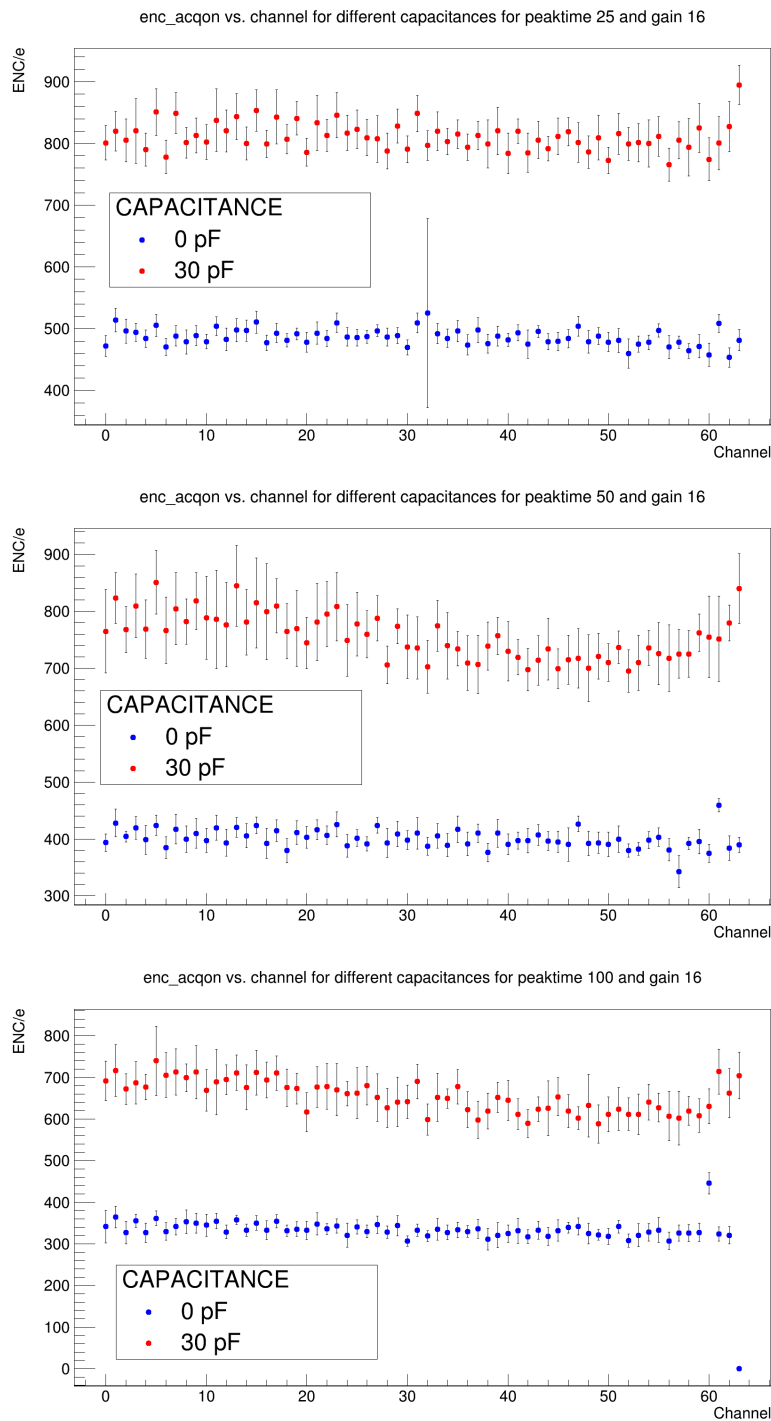 enc_acqon vs. channel for different capacitances for peaktime 25 and gain 16
ENC/e
900
800
700
600
500
400
CAPACITANCE
0 pF
30 pF
0 10 20 30 40 50 60
Channel
enc_acqon vs. channel for different capacitances for peaktime 50 and gain 16
ENC/e
900
800
700
600
500
400
300
CAPACITANCE
0 pF
30 pF
0 10 20 30 40 50 60
Channel
enc_acqon vs. channel for different capacitances for peaktime 100 and gain 16
ENC/e
800
700
600
500
400
300
200
100
0
CAPACITANCE
0 pF
30 pF
0 10 20 30 40 50 60
Channel